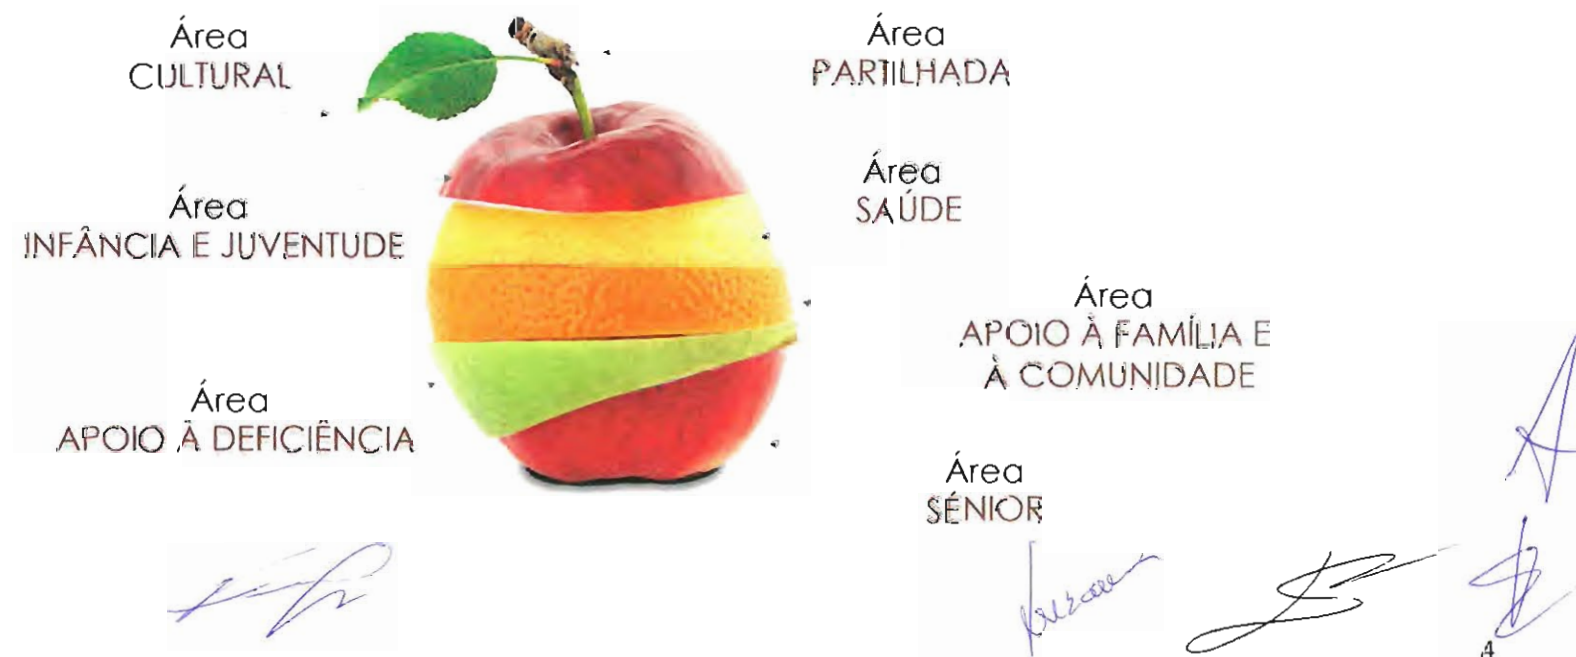 Área
CULTURAL
Área
PARTILHADA
Área
SAÚDE
Área
INFÂNCIA E JUVENTUDE
Área
APOIO À FAMÍLIA E
À COMUNIDADE
Área
APOIO À DEFICIÊNCIA
Área
SÉNIOR
4